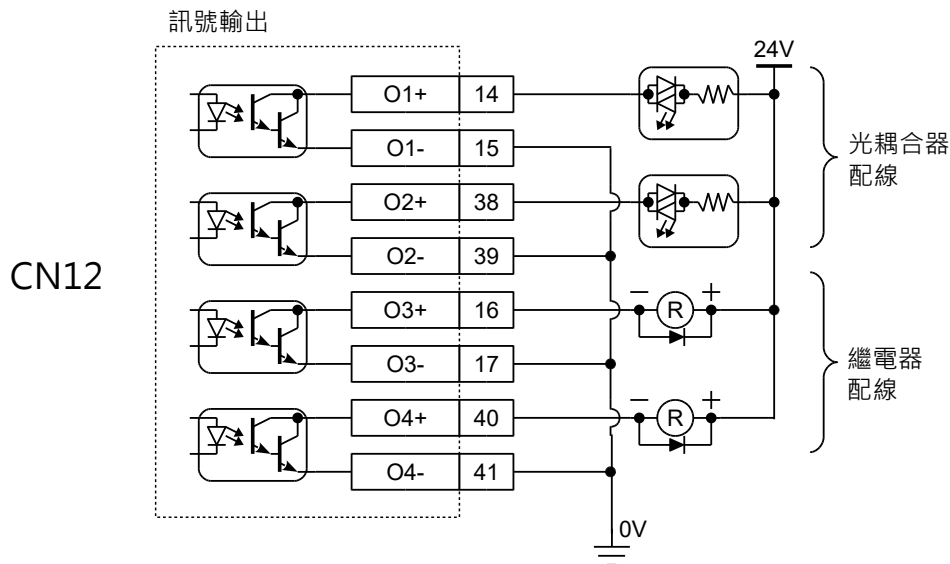 訊號輸出
24V
O1+ 14
O1- 15
光耦合器
配線
O2+ 38
O2- 39
CN12
O3+ 16
− R +
O3- 17
繼電器
配線
O4+ 40
− R +
O4- 41
0V